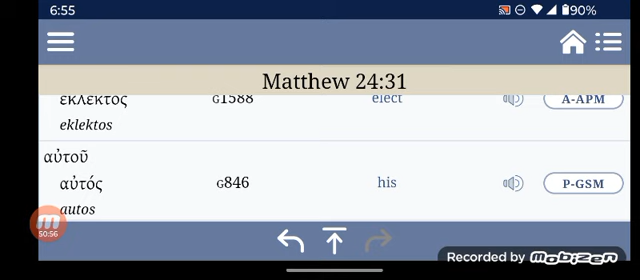 6:55 90%
Matthew 24:31
ἐκλεκτός G1588 elect A-APM
eklektos
αὐτοῦ
αὐτός G846 his P-GSM
autos
50:56
Recorded by Mobizen